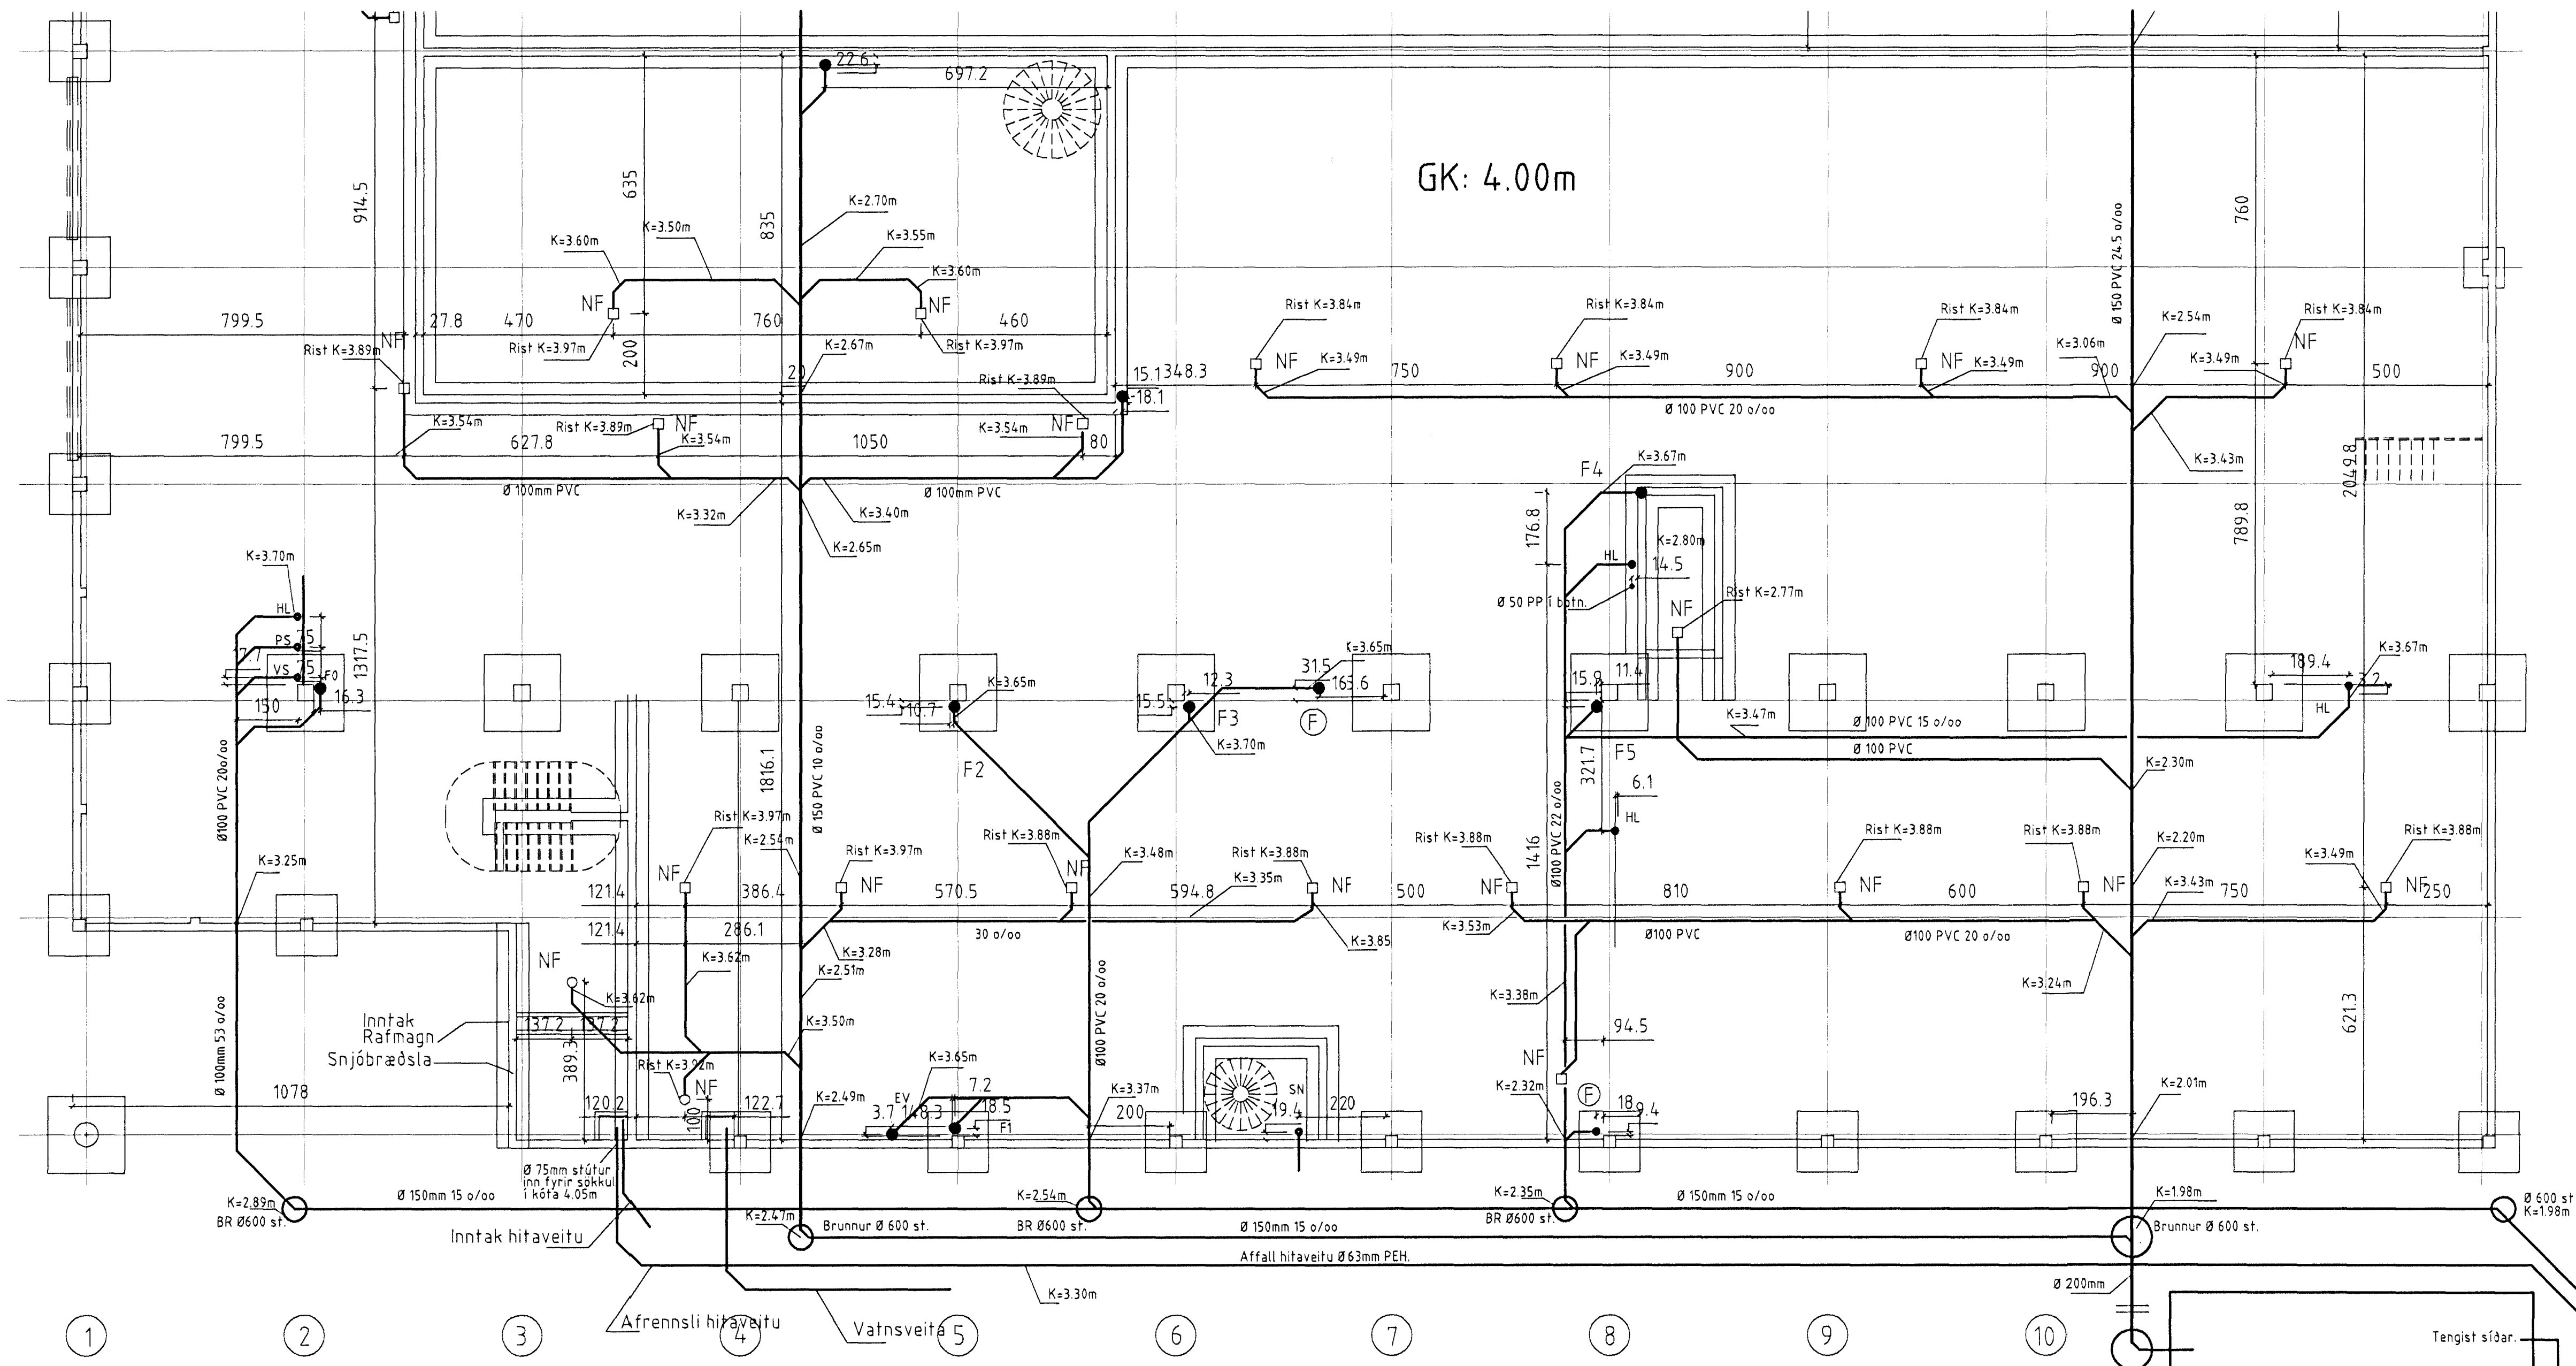 22.6
697.2
GK: 4.00m
914.5
635
835
K=2.70m
Ø 150 PVC 24.5 o/oo
760
K=3.60m
K=3.50m
K=3.55m
K=3.60m
NF
NF
799.5
27.8
470
760
460
NF
Rist K=3.89m
Rist K=3.97m
200
K=2.67m
Rist K=3.97m
Rist K=3.84m
Rist K=3.84m
Rist K=3.84m
K=2.54m
Rist K=3.84m
NF
K=3.49m
NF
K=3.49m
NF
K=3.49m
K=3.06m
K=3.49m
NF
20
Rist K=3.89m
15.1
348.3
750
900
900
500
18.1
Ø 100 PVC 20 o/oo
K=3.54m
Rist K=3.89m
NF
K=3.54m
K=3.54m
NF
799.5
627.8
1050
80
K=3.43m
Ø 100mm PVC
Ø 100mm PVC
K=3.32m
K=3.40m
K=2.65m
F4
K=3.67m
176.8
2049.8
789.8
K=2.80m
HL
14.5
Ø 50 PP í botn.
Rist K=2.77m
NF
K=3.70m
HL
PS
75
17.7
VS
75
F0
16.3
150
1317.5
Ø100 PVC 20o/oo
15.4
10.7
K=3.65m
F2
15.5
12.3
F3
K=3.70m
31.5
K=3.65m
163.6
F
15.9
11.4
F5
321.7
K=3.47m
Ø 100 PVC 15 o/oo
Ø 100 PVC
189.4
K=3.67m
3.2
HL
K=2.30m
1816.1
Ø 150 PVC 10 o/oo
6.1
HL
Ø100 PVC 22 o/oo
1416
Rist K=3.97m
K=2.54m
Rist K=3.97m
Rist K=3.88m
K=3.48m
Rist K=3.88m
Rist K=3.88m
Rist K=3.88m
Rist K=3.88m
K=2.20m
Rist K=3.88m
K=3.25m
NF
NF
NF
K=3.35m
NF
NF
NF
NF
K=3.49m
NF
K=3.43m
121.4
386.4
570.5
594.8
500
810
600
750
250
121.4
286.1
30 o/oo
K=3.28m
K=3.85
K=3.53m
Ø100 PVC
Ø100 PVC 20 o/oo
NF
K=3.62m
K=3.62m
K=2.51m
K=3.38m
K=3.24m
Ø 100mm 53 o/oo
Inntak
Rafmagn
Snjóbræðsla
137.2
137.2
389.3
K=3.50m
Ø100 PVC 20 o/oo
94.5
621.3
1078
Rist K=3.92m
NF
K=3.65m
7.2
K=3.37m
SN
NF
K=2.32m
F
K=2.01m
120.2
100
122.7
K=2.49m
EV
3.7
148.3
18.5
F1
200
19.4
220
18
9.4
196.3
Ø 75mm stútur
inn fyrir sökkul
í kóta 4.05m
K=2.89m
BR Ø600 st.
Ø 150mm 15 o/oo
K=2.47m
Brunnur Ø 600 st.
K=2.54m
BR Ø600 st.
Ø 150mm 15 o/oo
K=2.35m
BR Ø600 st.
Ø 150mm 15 o/oo
K=1.98m
Brunnur Ø 600 st.
Ø 600 st
K=1.98m
Inntak hitaveitu
Affall hitaveitu Ø63mm PEH.
K=3.30m
Ø 200mm
Afrennsli hitaveitu
Vatnsveita
1
2
3
4
5
6
7
8
9
10
Tengist síðar.